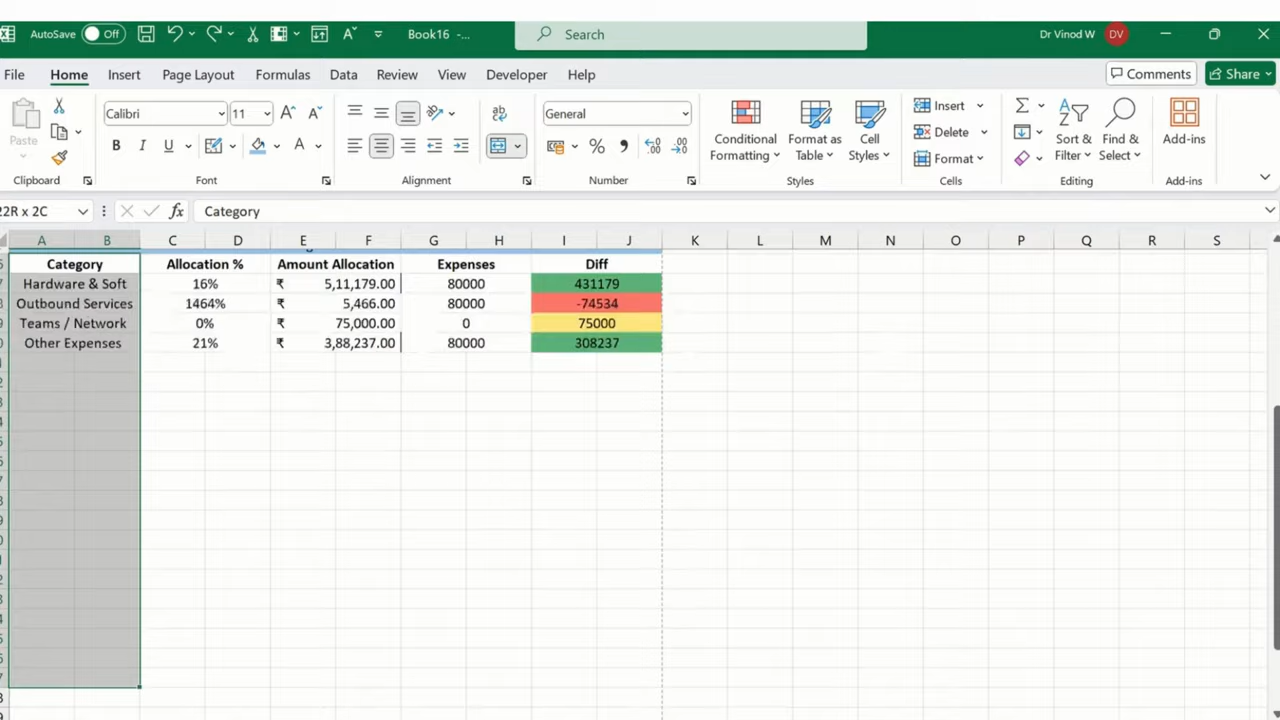 AutoSave Off Book16 -... Search Dr Vinod W DV
File Home Insert Page Layout Formulas Data Review View Developer Help Comments Share
Calibri 11 General Insert
Paste B I U A Conditional Format as Cell Delete Sort & Find & Add-ins
Formatting Table Styles Format Filter Select
Clipboard Font Alignment Number Styles Cells Editing Add-ins
22R x 2C fx Category
A B C D E F G H I J K L M N O P Q R S
Category Allocation % Amount Allocation Expenses Diff
Hardware & Soft 16% ₹ 5,11,179.00 80000 431179
Outbound Services 1464% ₹ 5,466.00 80000 -74534
Teams / Network 0% ₹ 75,000.00 0 75000
Other Expenses 21% ₹ 3,88,237.00 80000 308237